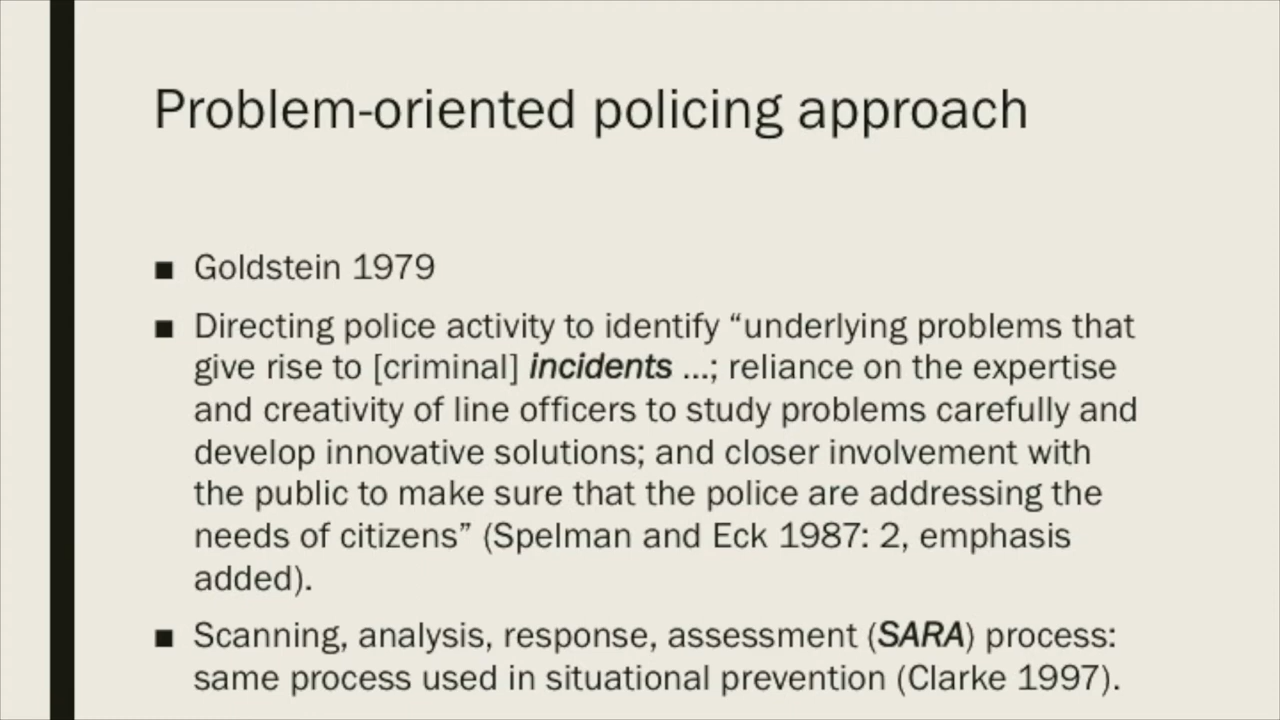 Problem-oriented policing approach
■ Goldstein 1979
■ Directing police activity to identify “underlying problems that
give rise to [criminal] incidents ...; reliance on the expertise
and creativity of line officers to study problems carefully and
develop innovative solutions; and closer involvement with
the public to make sure that the police are addressing the
needs of citizens” (Spelman and Eck 1987: 2, emphasis
added).
■ Scanning, analysis, response, assessment (SARA) process:
same process used in situational prevention (Clarke 1997).